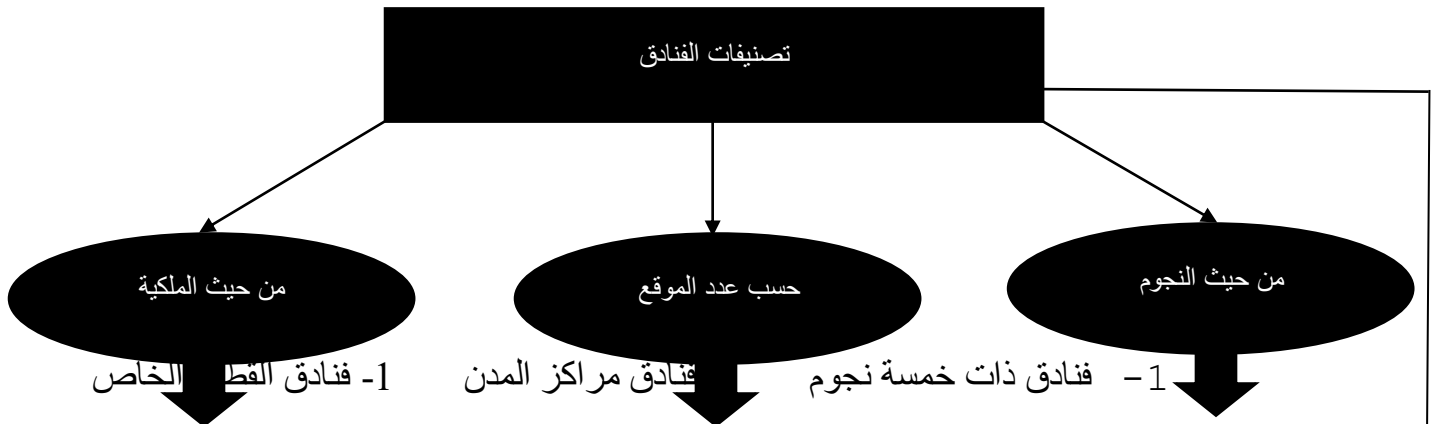 تصنيفات الفنادق
من حيث النجوم
حسب عدد الموقع
من حيث الملكية
1- فنادق ذات خمسة نجوم
فنادق مراكز المدن
1- فنادق الخاص